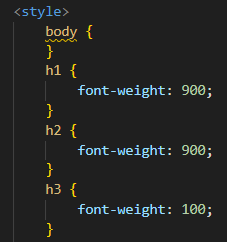 <style>
body {
}
h1 {
font-weight: 900;
}
h2 {
font-weight: 900;
}
h3 {
font-weight: 100;
}